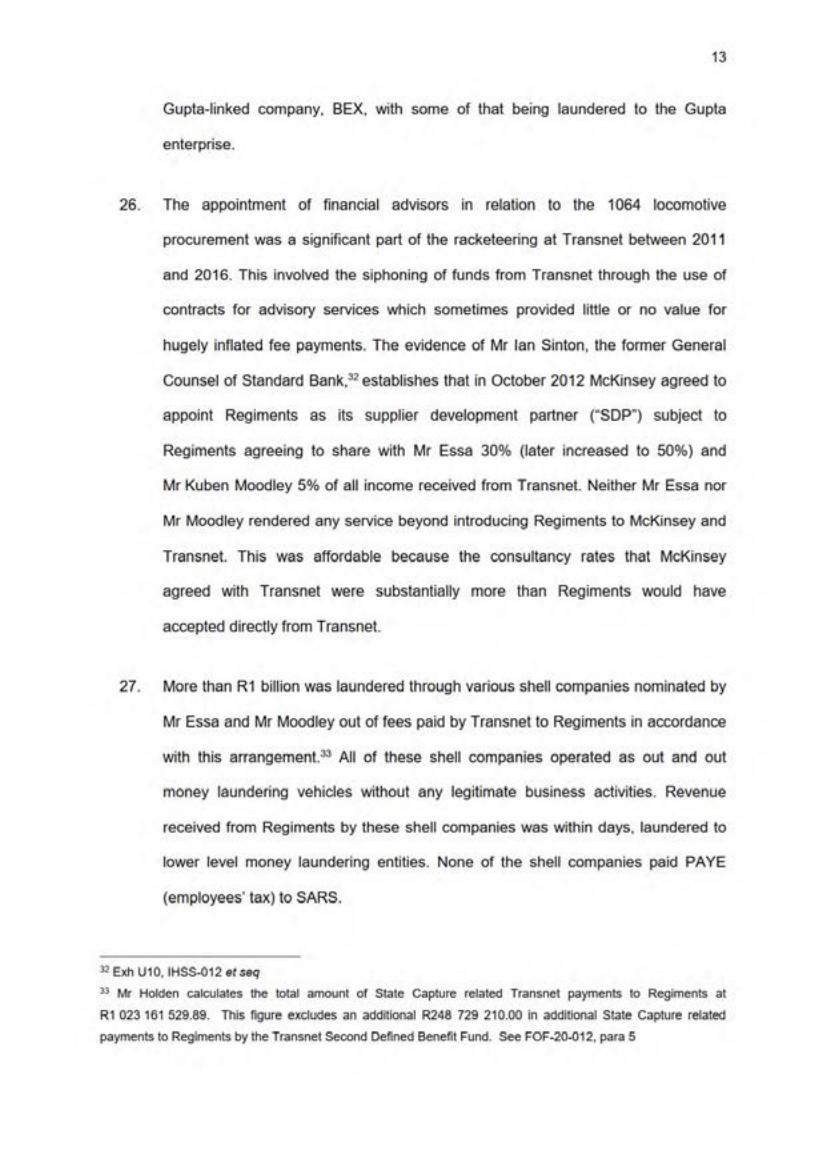 13
Gupta-linked company, BEX, with some of that being laundered to the Gupta
enterprise.
26. The appointment of financial advisors in relation to the 1064 locomotive
procurement was a significant part of the racketeering at Transnet between 2011
and 2016. This involved the siphoning of funds from Transnet through the use of
contracts for advisory services which sometimes provided little or no value for
hugely inflated fee payments. The evidence of Mr Ian Sinton, the former General
Counsel of Standard Bank,³² establishes that in October 2012 McKinsey agreed to
appoint Regiments as its supplier development partner (“SDP”) subject to
Regiments agreeing to share with Mr Essa 30% (later increased to 50%) and
Mr Kuben Moodley 5% of all income received from Transnet. Neither Mr Essa nor
Mr Moodley rendered any service beyond introducing Regiments to McKinsey and
Transnet. This was affordable because the consultancy rates that McKinsey
agreed with Transnet were substantially more than Regiments would have
accepted directly from Transnet.
27. More than R1 billion was laundered through various shell companies nominated by
Mr Essa and Mr Moodley out of fees paid by Transnet to Regiments in accordance
with this arrangement.³³ All of these shell companies operated as out and out
money laundering vehicles without any legitimate business activities. Revenue
received from Regiments by these shell companies was within days, laundered to
lower level money laundering entities. None of the shell companies paid PAYE
(employees’ tax) to SARS.
³² Exh U10, IHSS-012 et seq
³³ Mr Holden calculates the total amount of State Capture related Transnet payments to Regiments at
R1 023 161 529.89. This figure excludes an additional R248 729 210.00 in additional State Capture related
payments to Regiments by the Transnet Second Defined Benefit Fund. See FOF-20-012, para 5